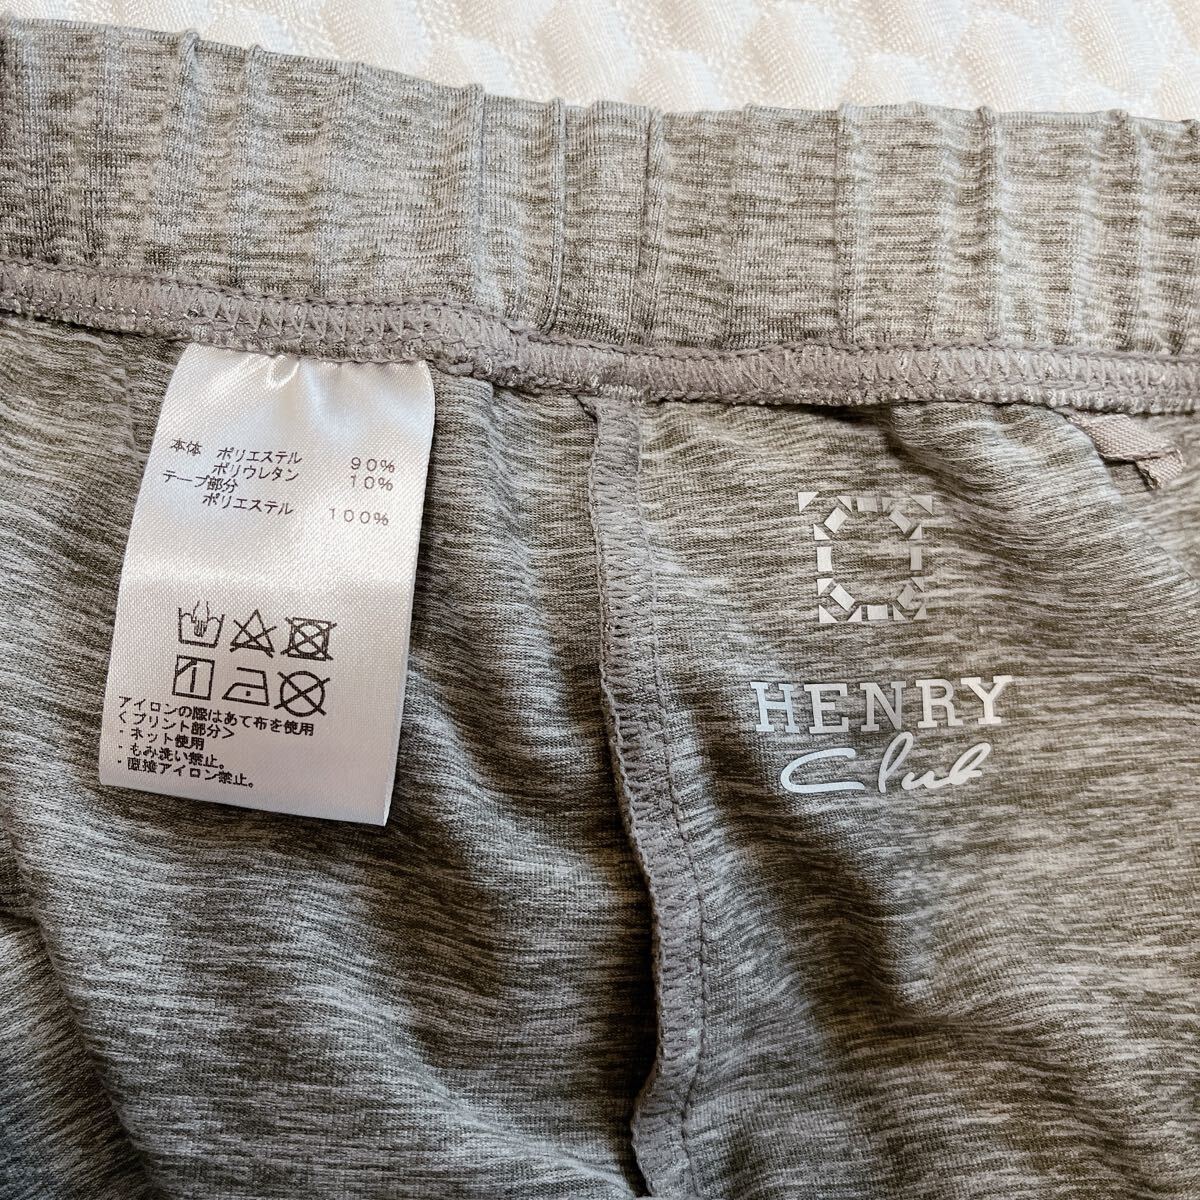 本体 ポリエステル 90%
ポリウレタン 10%
テープ部分
ポリエステル 100%
アイロンの際はあて布を使用
<プリント部分>
・ネット使用
・もみ洗い禁止。
・直接アイロン禁止。
HENRY
Club